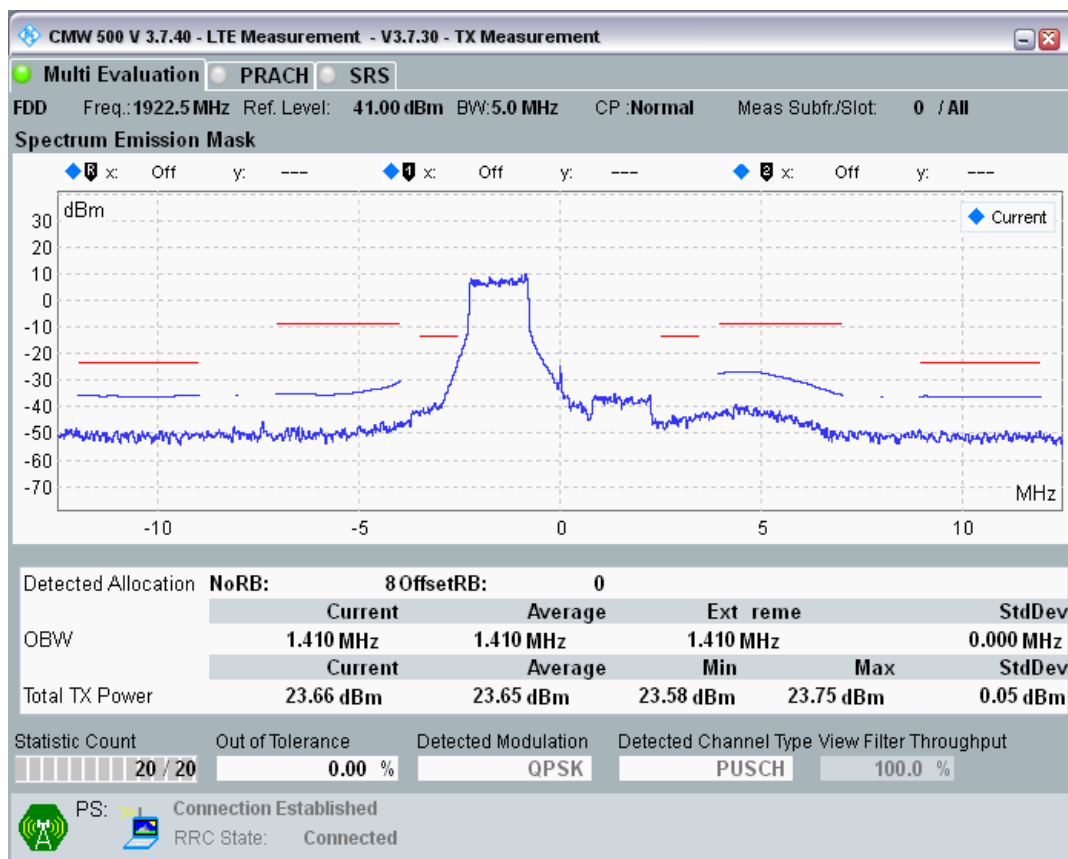 CMW 500 V 3.7.40 - LTE Measurement - V3.7.30 - TX Measurement
Multi Evaluation PRACH SRS
FDD Freq.: 1922.5 MHz Ref. Level: 41.00 dBm BW: 5.0 MHz CP : Normal Meas Subfr./Slot: 0 / All
Spectrum Emission Mask
R x: Off y: --- 1 x: Off y: --- 2 x: Off y: ---
dBm
Current
30
20
10
0
-10
-20
-30
-40
-50
-60
-70
MHz
-10 -5 0 5 10
Detected Allocation NoRB: 8 OffsetRB: 0
Current Average Ext reme StdDev
OBW 1.410 MHz 1.410 MHz 1.410 MHz 0.000 MHz
Current Average Min Max StdDev
Total TX Power 23.66 dBm 23.65 dBm 23.58 dBm 23.75 dBm 0.05 dBm
Statistic Count Out of Tolerance Detected Modulation Detected Channel Type View Filter Throughput
20 / 20 0.00 % QPSK PUSCH 100.0 %
PS: Connection Established
RRC State: Connected